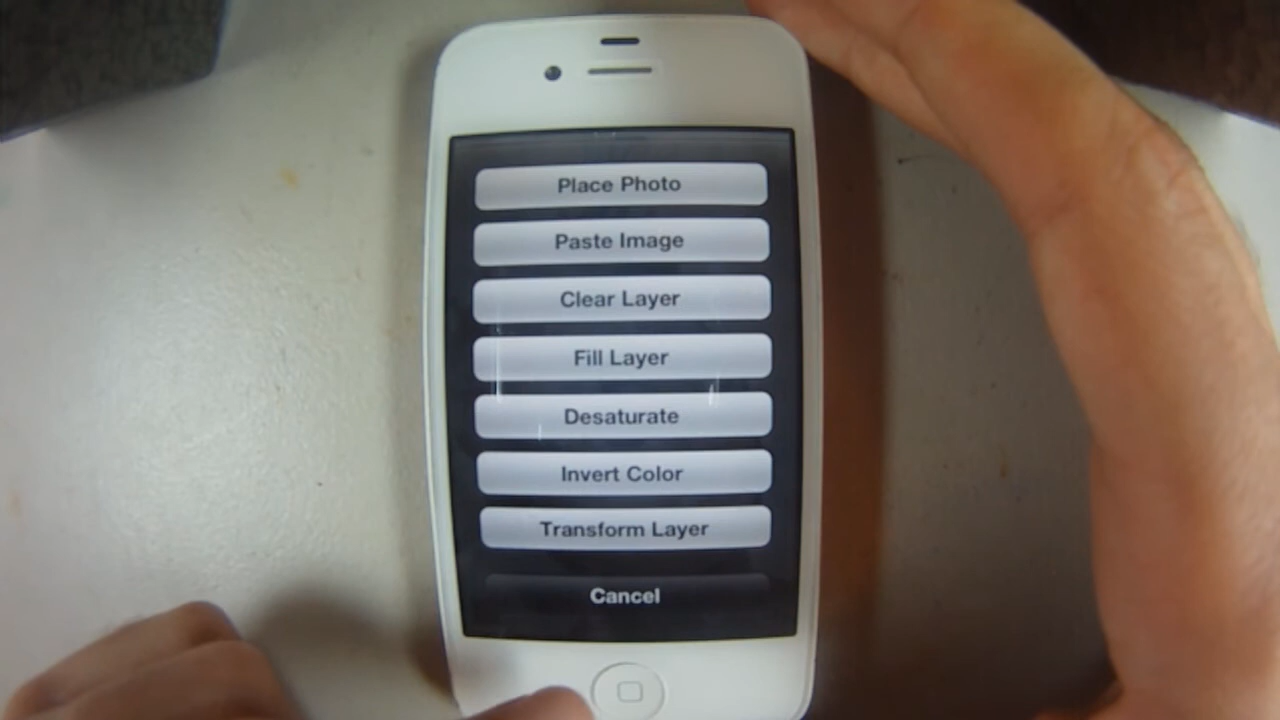 Place Photo
Paste Image
Clear Layer
Fill Layer
Desaturate
Invert Color
Transform Layer
Cancel